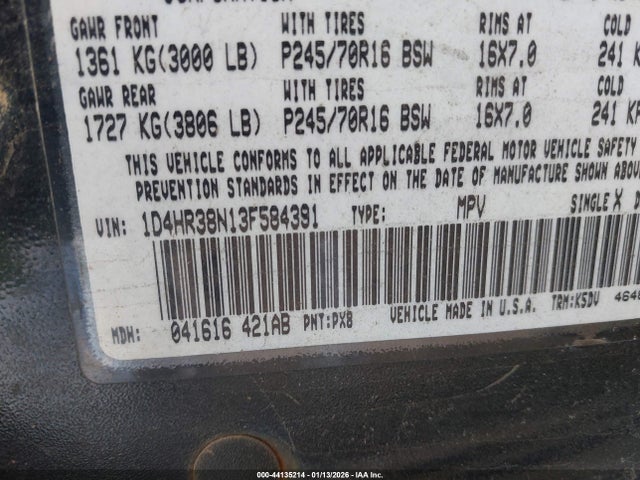 GAWR FRONT WITH TIRES RIMS AT COLD
1361 KG(3000 LB) P245/70R16 BSW 16X7.0 241 K
GAWR REAR WITH TIRES RIMS AT COLD
1727 KG(3806 LB) P245/70R16 BSW 16X7.0 241 KP
THIS VEHICLE CONFORMS TO ALL APPLICABLE FEDERAL MOTOR VEHICLE SAFETY
PREVENTION STANDARDS IN EFFECT ON THE DATE OF MANUFACTURE SHOWN ABOVE
VIN: 1D4HR38N13F584391 TYPE: MPV SINGLE X D
MDH: 041616 421AB PNT:PX8 VEHICLE MADE IN U.S.A. TRM:KSDV 4640
000-44135214 - 01/13/2026 - IAA Inc.